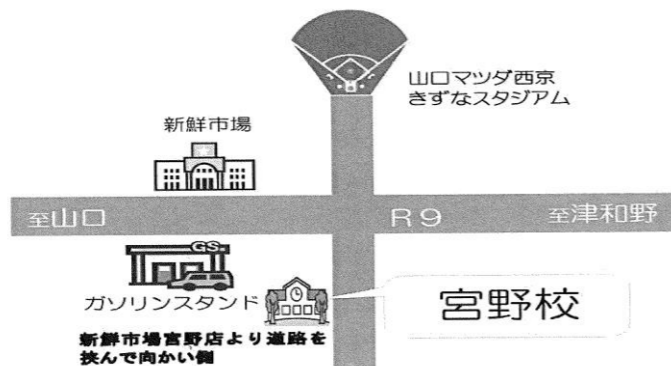 山口マツダ西京
きずなスタジアム
新鮮市場
至山口
R9
至津和野
GS
ガソリンスタンド
宮野校
新鮮市場宮野店より道路を
挟んで向かい側